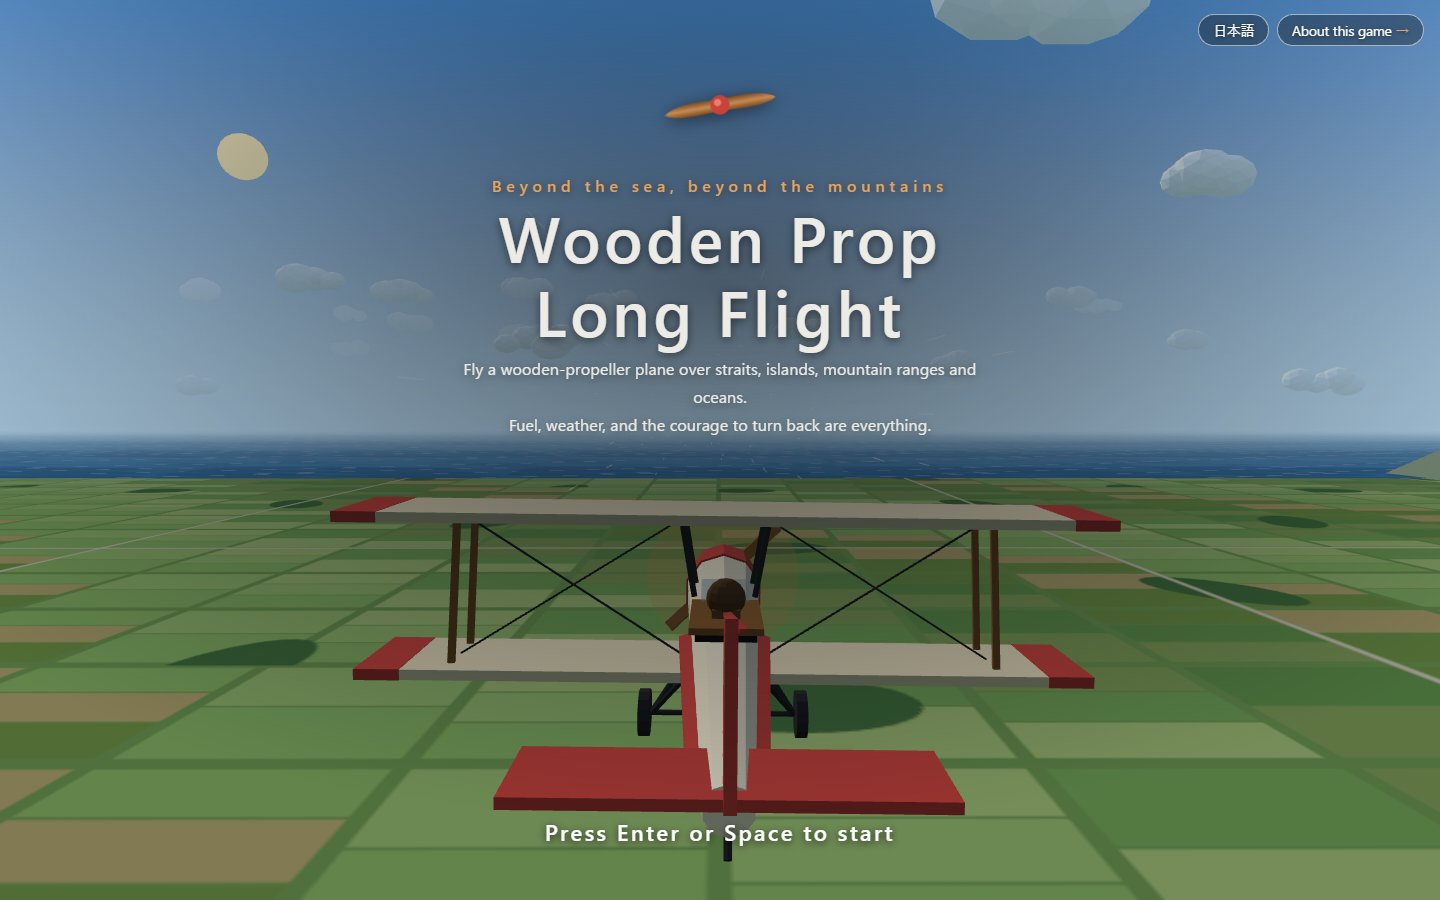 日本語
About this game →
Beyond the sea, beyond the mountains
Wooden Prop
Long Flight
Fly a wooden-propeller plane over straits, islands, mountain ranges and
oceans.
Fuel, weather, and the courage to turn back are everything.
Press Enter or Space to start